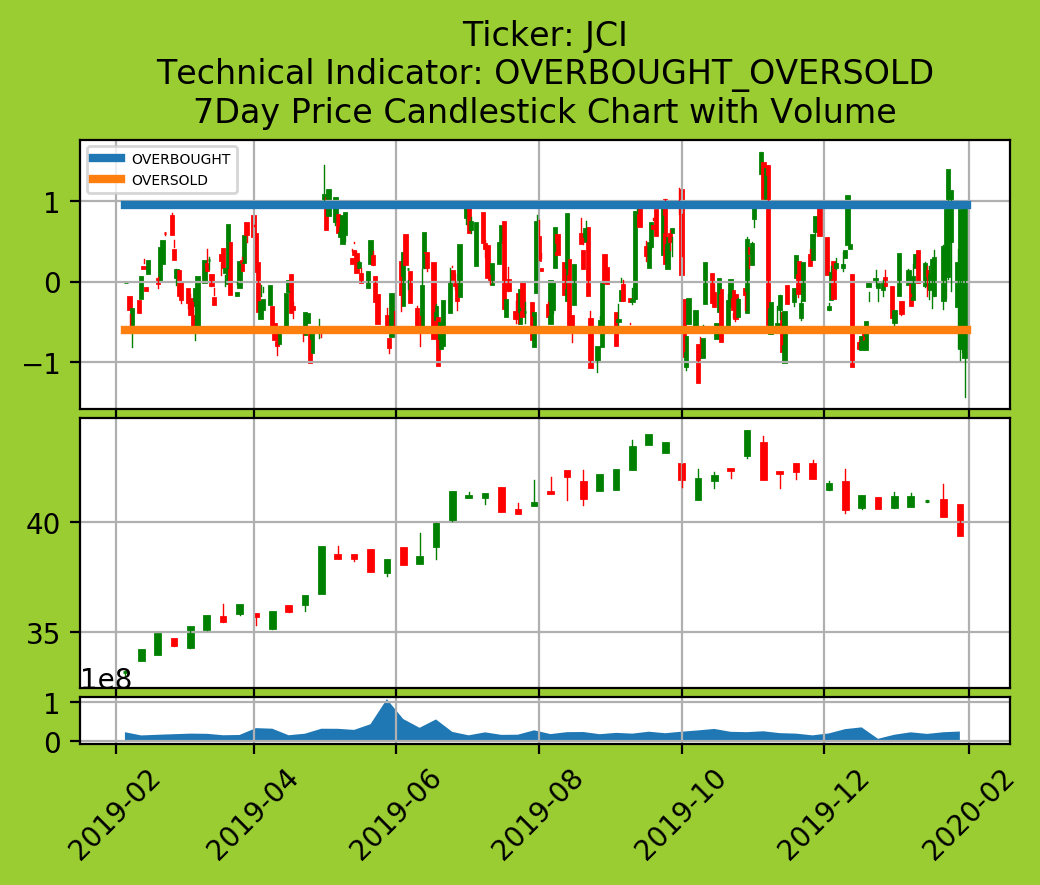 Ticker: JCI
Technical Indicator: OVERBOUGHT_OVERSOLD
7Day Price Candlestick Chart with Volume
OVERBOUGHT
OVERSOLD
1
0
−1
40
35
1e8
1
0
2019-02
2019-04
2019-06
2019-08
2019-10
2019-12
2020-02